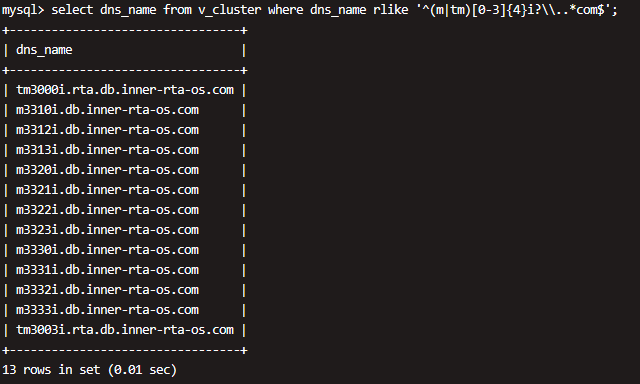 mysql> select dns_name from v_cluster where dns_name rlike '^(m|tm)[0-3]{4}i?\\..*com$';
+---------------------------------+
| dns_name                        |
+---------------------------------+
| tm3000i.rta.db.inner-rta-os.com |
| m3310i.db.inner-rta-os.com      |
| m3312i.db.inner-rta-os.com      |
| m3313i.db.inner-rta-os.com      |
| m3320i.db.inner-rta-os.com      |
| m3321i.db.inner-rta-os.com      |
| m3322i.db.inner-rta-os.com      |
| m3323i.db.inner-rta-os.com      |
| m3330i.db.inner-rta-os.com      |
| m3331i.db.inner-rta-os.com      |
| m3332i.db.inner-rta-os.com      |
| m3333i.db.inner-rta-os.com      |
| tm3003i.rta.db.inner-rta-os.com |
+---------------------------------+
13 rows in set (0.01 sec)